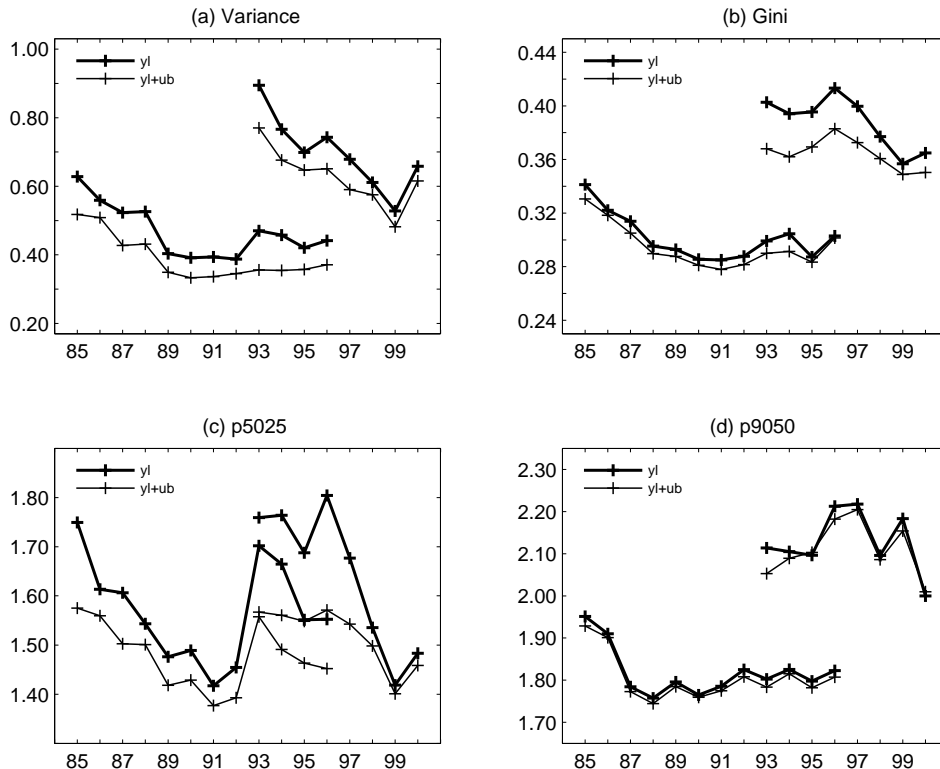 (a) Variance
1.00
0.80
0.60
0.40
0.20
yl
yl+ub
85 87 89 91 93 95 97 99
(b) Gini
0.44
0.40
0.36
0.32
0.28
0.24
yl
yl+ub
85 87 89 91 93 95 97 99
(c) p5025
1.80
1.70
1.60
1.50
1.40
yl
yl+ub
85 87 89 91 93 95 97 99
(d) p9050
2.30
2.20
2.10
2.00
1.90
1.80
1.70
yl
yl+ub
85 87 89 91 93 95 97 99